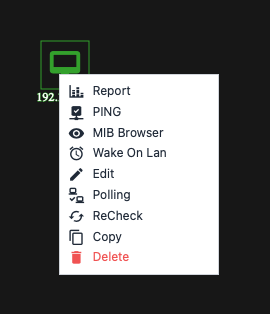 192.
Report
PING
MIB Browser
Wake On Lan
Edit
Polling
ReCheck
Copy
Delete